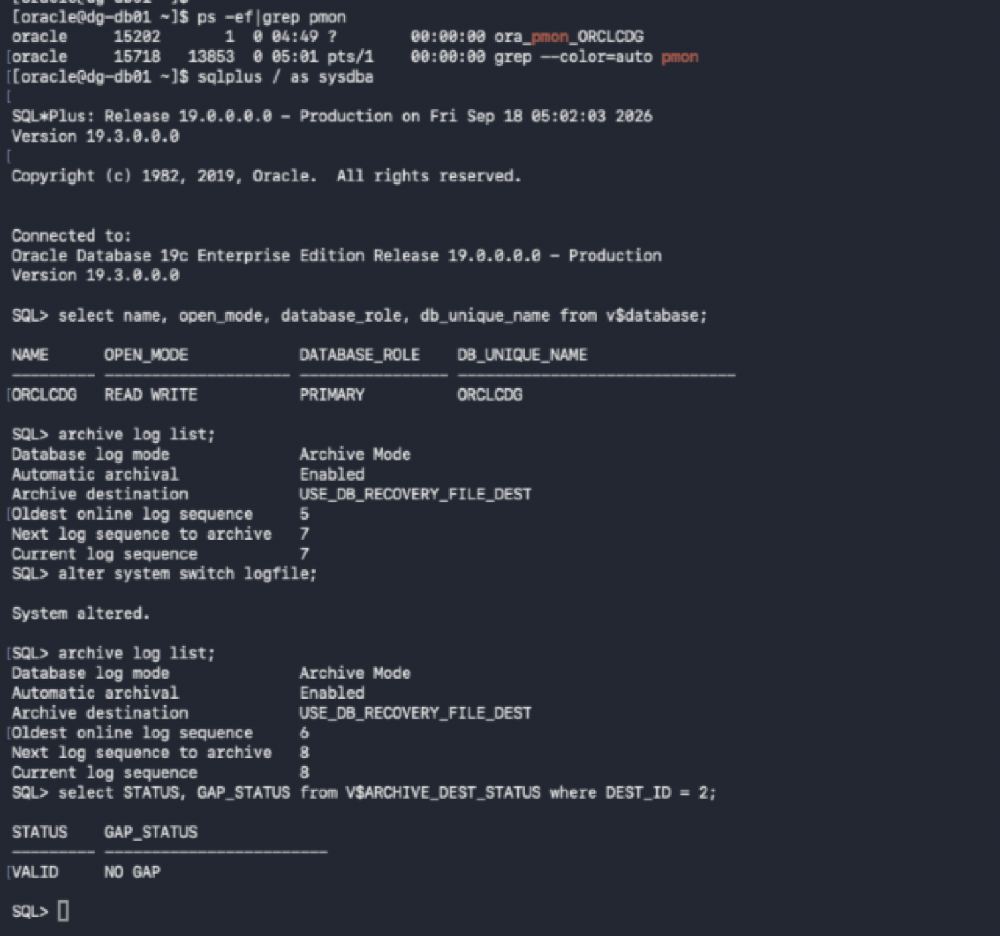 [oracle@dg-db01 ~]$
[oracle@dg-db01 ~]$ ps -ef|grep pmon
oracle     15202       1  0 04:49 ?        00:00:00 ora_pmon_ORCLCDG
[oracle     15718   13853  0 05:01 pts/1    00:00:00 grep --color=auto pmon
[[oracle@dg-db01 ~]$ sqlplus / as sysdba
[
SQL*Plus: Release 19.0.0.0.0 - Production on Fri Sep 18 05:02:03 2026
Version 19.3.0.0.0
[
Copyright (c) 1982, 2019, Oracle.  All rights reserved.
Connected to:
Oracle Database 19c Enterprise Edition Release 19.0.0.0.0 - Production
Version 19.3.0.0.0
SQL> select name, open_mode, database_role, db_unique_name from v$database;
NAME      OPEN_MODE            DATABASE_ROLE    DB_UNIQUE_NAME
--------- -------------------- ---------------- ------------------------------
[ORCLCDG   READ WRITE           PRIMARY          ORCLCDG
SQL> archive log list;
Database log mode              Archive Mode
Automatic archival             Enabled
Archive destination            USE_DB_RECOVERY_FILE_DEST
[Oldest online log sequence     5
Next log sequence to archive   7
Current log sequence           7
SQL> alter system switch logfile;
System altered.
[SQL> archive log list;
Database log mode              Archive Mode
Automatic archival             Enabled
Archive destination            USE_DB_RECOVERY_FILE_DEST
[Oldest online log sequence     6
Next log sequence to archive   8
Current log sequence           8
SQL> select STATUS, GAP_STATUS from V$ARCHIVE_DEST_STATUS where DEST_ID = 2;
STATUS    GAP_STATUS
--------- ------------------------
[VALID     NO GAP
SQL>